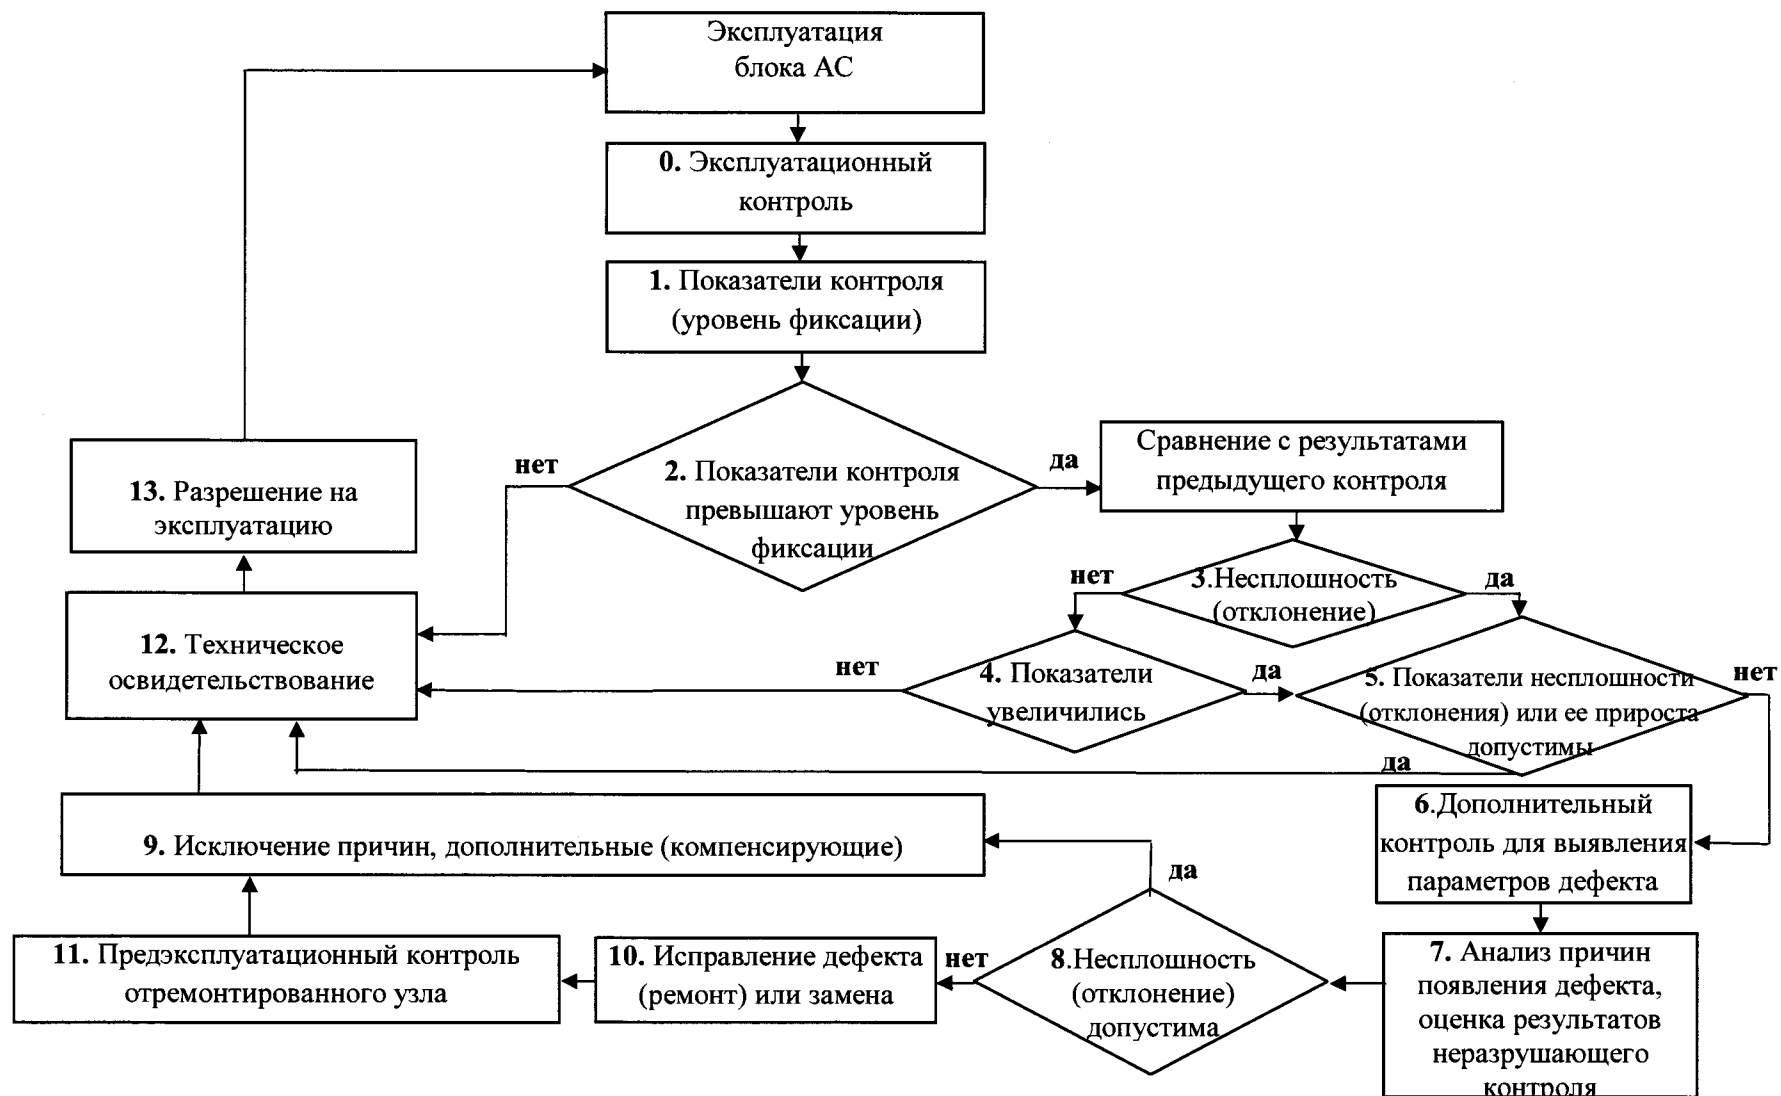 Эксплуатация
блока АС
0. Эксплуатационный
контроль
1. Показатели контроля
(уровень фиксации)
2. Показатели контроля
превышают уровень
фиксации
нет
да
Сравнение с результатами
предыдущего контроля
13. Разрешение на
эксплуатацию
3.Несплошность
(отклонение)
нет
да
12. Техническое
освидетельствование
4. Показатели
увеличились
нет
да
5. Показатели несплошности
(отклонения) или ее прироста
допустимы
нет
да
6.Дополнительный
контроль для выявления
параметров дефекта
9. Исключение причин, дополнительные (компенсирующие)
да
7. Анализ причин
появления дефекта,
оценка результатов
неразрушающего
контроля
8.Несплошность
(отклонение)
допустима
нет
10. Исправление дефекта
(ремонт) или замена
11. Предэксплуатационный контроль
отремонтированного узла